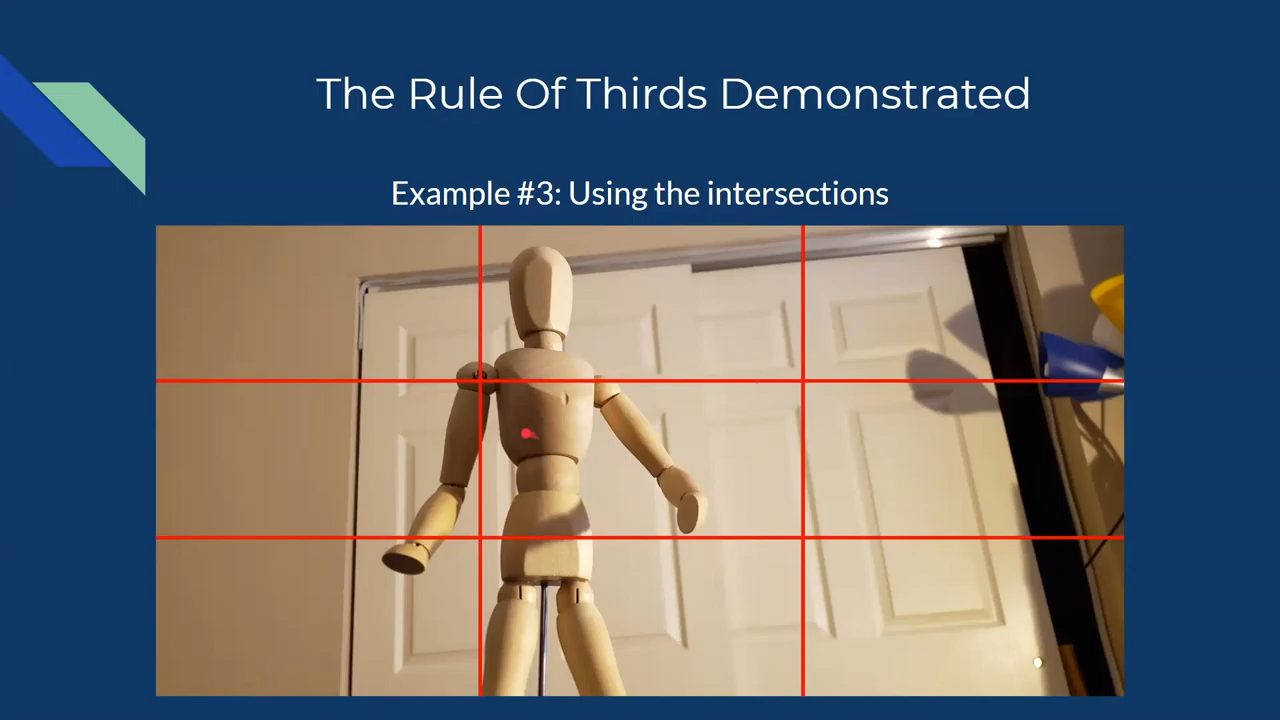 The Rule Of Thirds Demonstrated
Example #3: Using the intersections